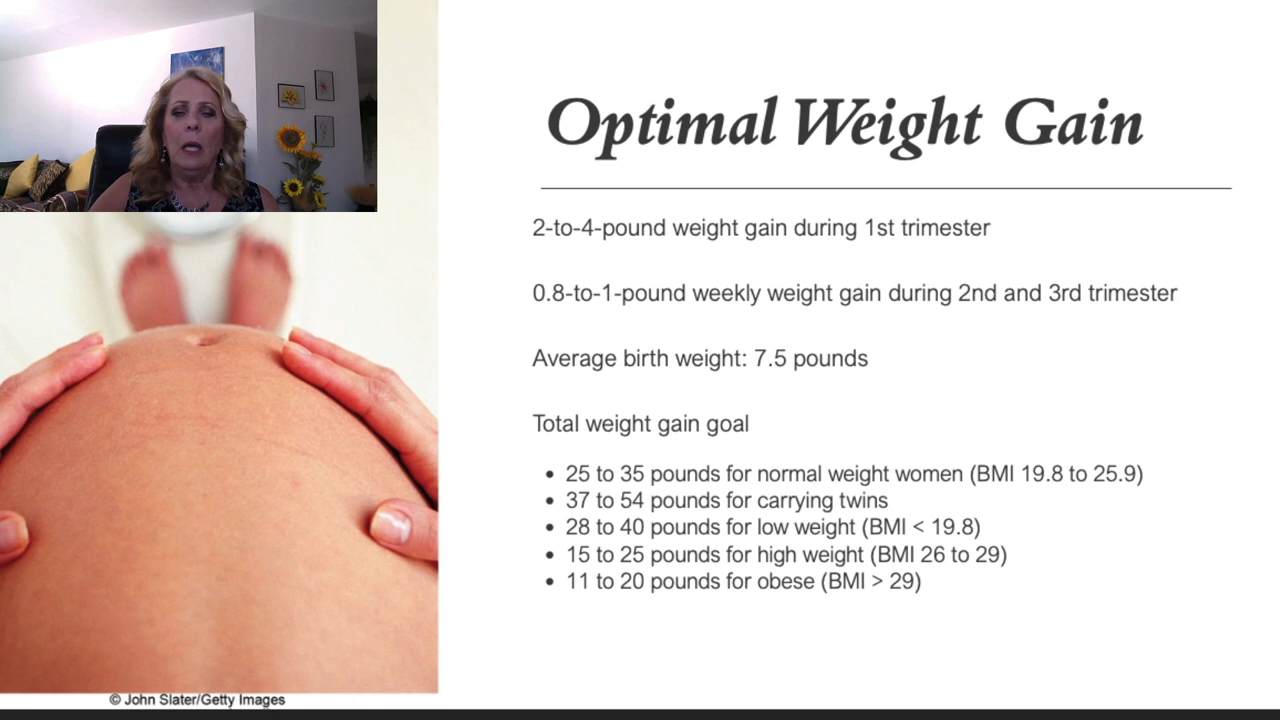 Optimal Weight Gain
2-to-4-pound weight gain during 1st trimester
0.8-to-1-pound weekly weight gain during 2nd and 3rd trimester
Average birth weight: 7.5 pounds
Total weight gain goal
• 25 to 35 pounds for normal weight women (BMI 19.8 to 25.9)
• 37 to 54 pounds for carrying twins
• 28 to 40 pounds for low weight (BMI < 19.8)
• 15 to 25 pounds for high weight (BMI 26 to 29)
• 11 to 20 pounds for obese (BMI > 29)
© John Slater/Getty Images